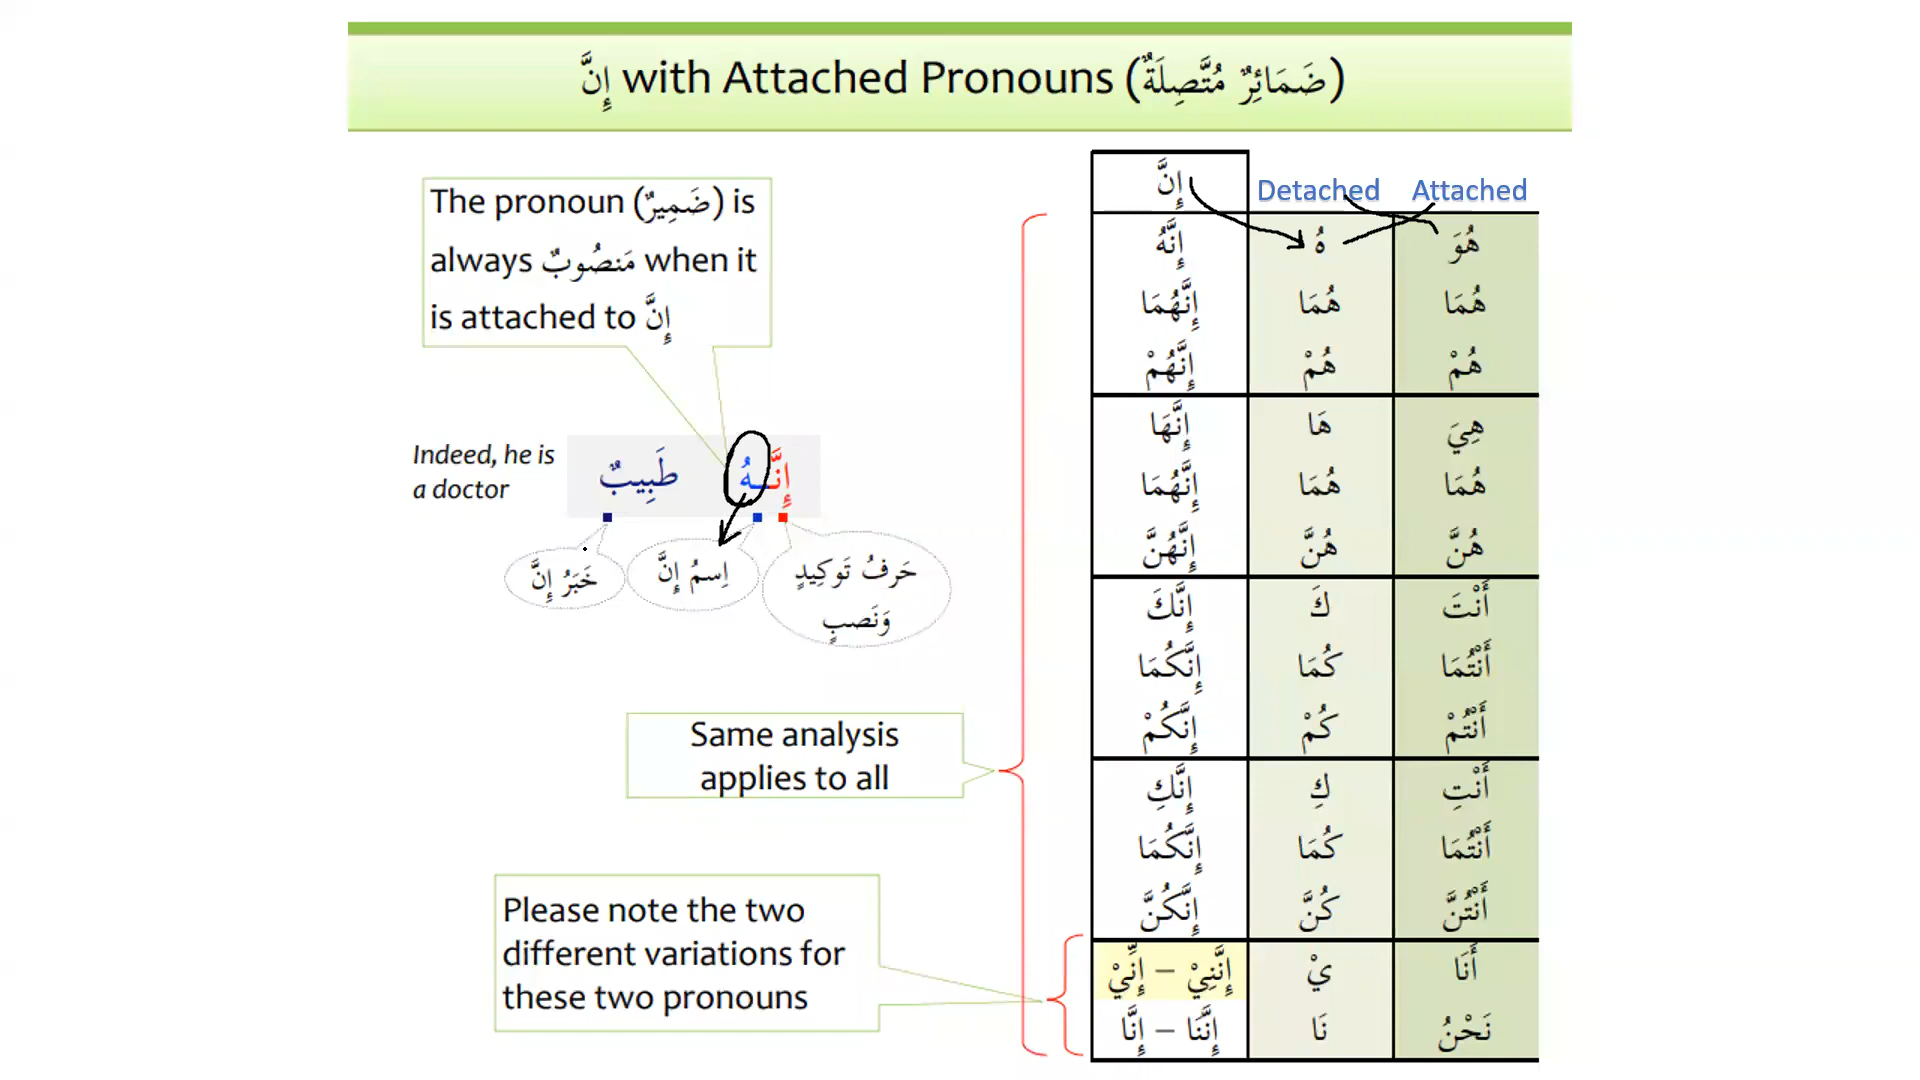 إِنَّ with Attached Pronouns (ضَمَائِرٌ مُتَّصِلَةٌ)
The pronoun (ضَمِيرٌ) is
always مَنصُوبٌ when it
is attached to إِنَّ
Indeed, he is
a doctor
إِنَّـهُ طَبِيبٌ
حَرفُ تَوكِيدٍ
وَنَصبٍ
اِسمُ إِنَّ
خَبَرُ إِنَّ
Same analysis
applies to all
Please note the two
different variations for
these two pronouns
إِنَّ Detached Attached
هُوَ هُ إِنَّهُ
هُمَا هُمَا إِنَّهُمَا
هُمْ هُمْ إِنَّهُمْ
هِيَ هَا إِنَّهَا
هُمَا هُمَا إِنَّهُمَا
هُنَّ هُنَّ إِنَّهُنَّ
أَنْتَ كَ إِنَّكَ
أَنْتُمَا كُمَا إِنَّكُمَا
أَنْتُمْ كُمْ إِنَّكُمْ
أَنْتِ كِ إِنَّكِ
أَنْتُمَا كُمَا إِنَّكُمَا
أَنْتُنَّ كُنَّ إِنَّكُنَّ
أَنَا يْ إِنَّنِيْ – إِنِّيْ
نَحْنُ نَا إِنَّنَا – إِنَّا